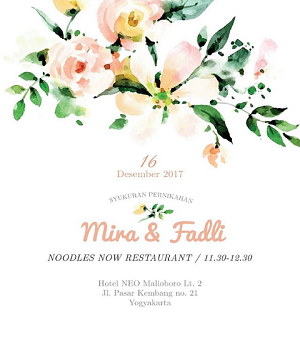 16
Desember 2017
SYUKURAN PERNIKAHAN
Mira & Fadli
NOODLES NOW RESTAURANT / 11.30-12.30
Hotel NEO Malioboro Lt. 2
Jl. Pasar Kembang no. 21
Yogyakarta